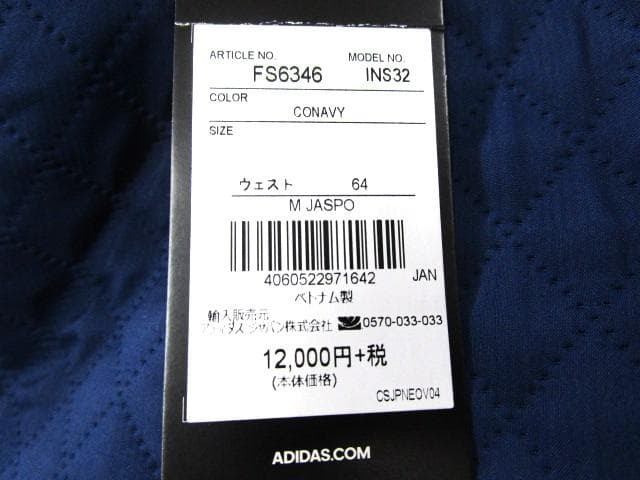 ARTICLE NO. MODEL NO.
FS6346 INS32
COLOR
CONAVY
SIZE
ウェスト 64
M JASPO
4060522971642 JAN
ベトナム製
輸入販売元
アディダス ジャパン株式会社 0570-033-033
12,000円+税
(本体価格)
CSJPNEOV04
ADIDAS.COM